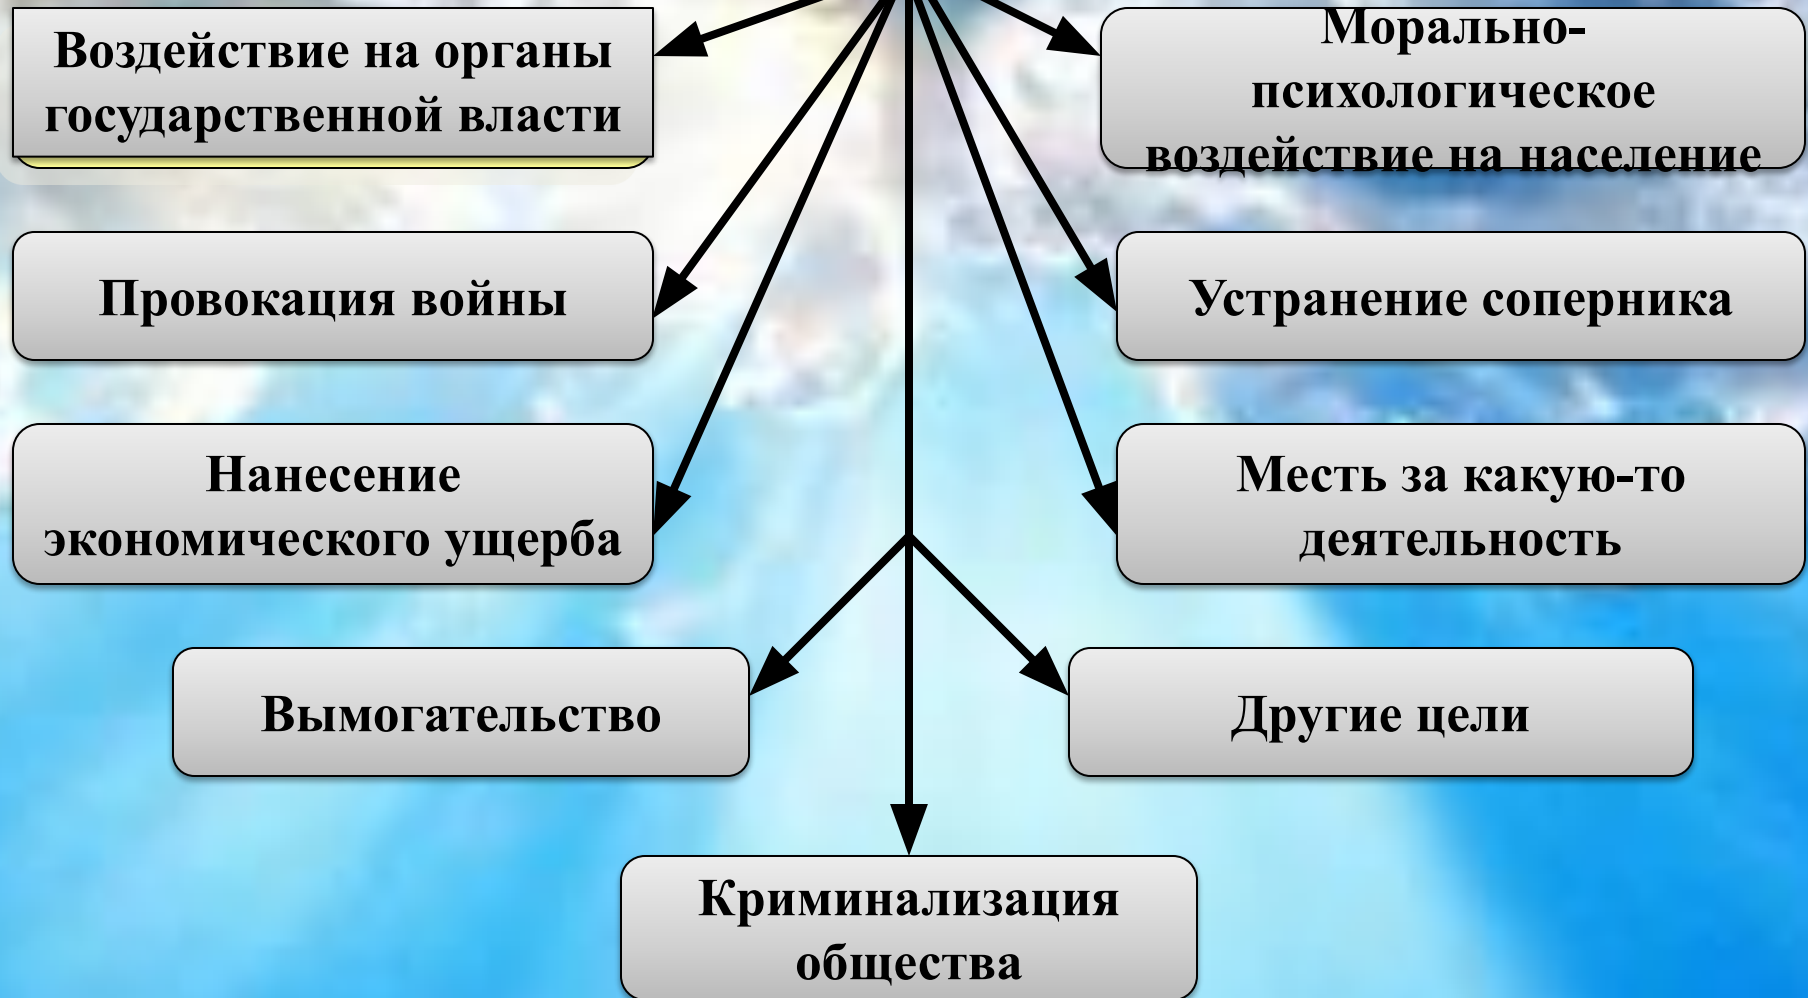 Воздействие на органы
государственной власти
Морально-
психологическое
воздействие на население
Провокация войны
Устранение соперника
Нанесение
экономического ущерба
Месть за какую-то
деятельность
Вымогательство
Другие цели
Криминализация
общества